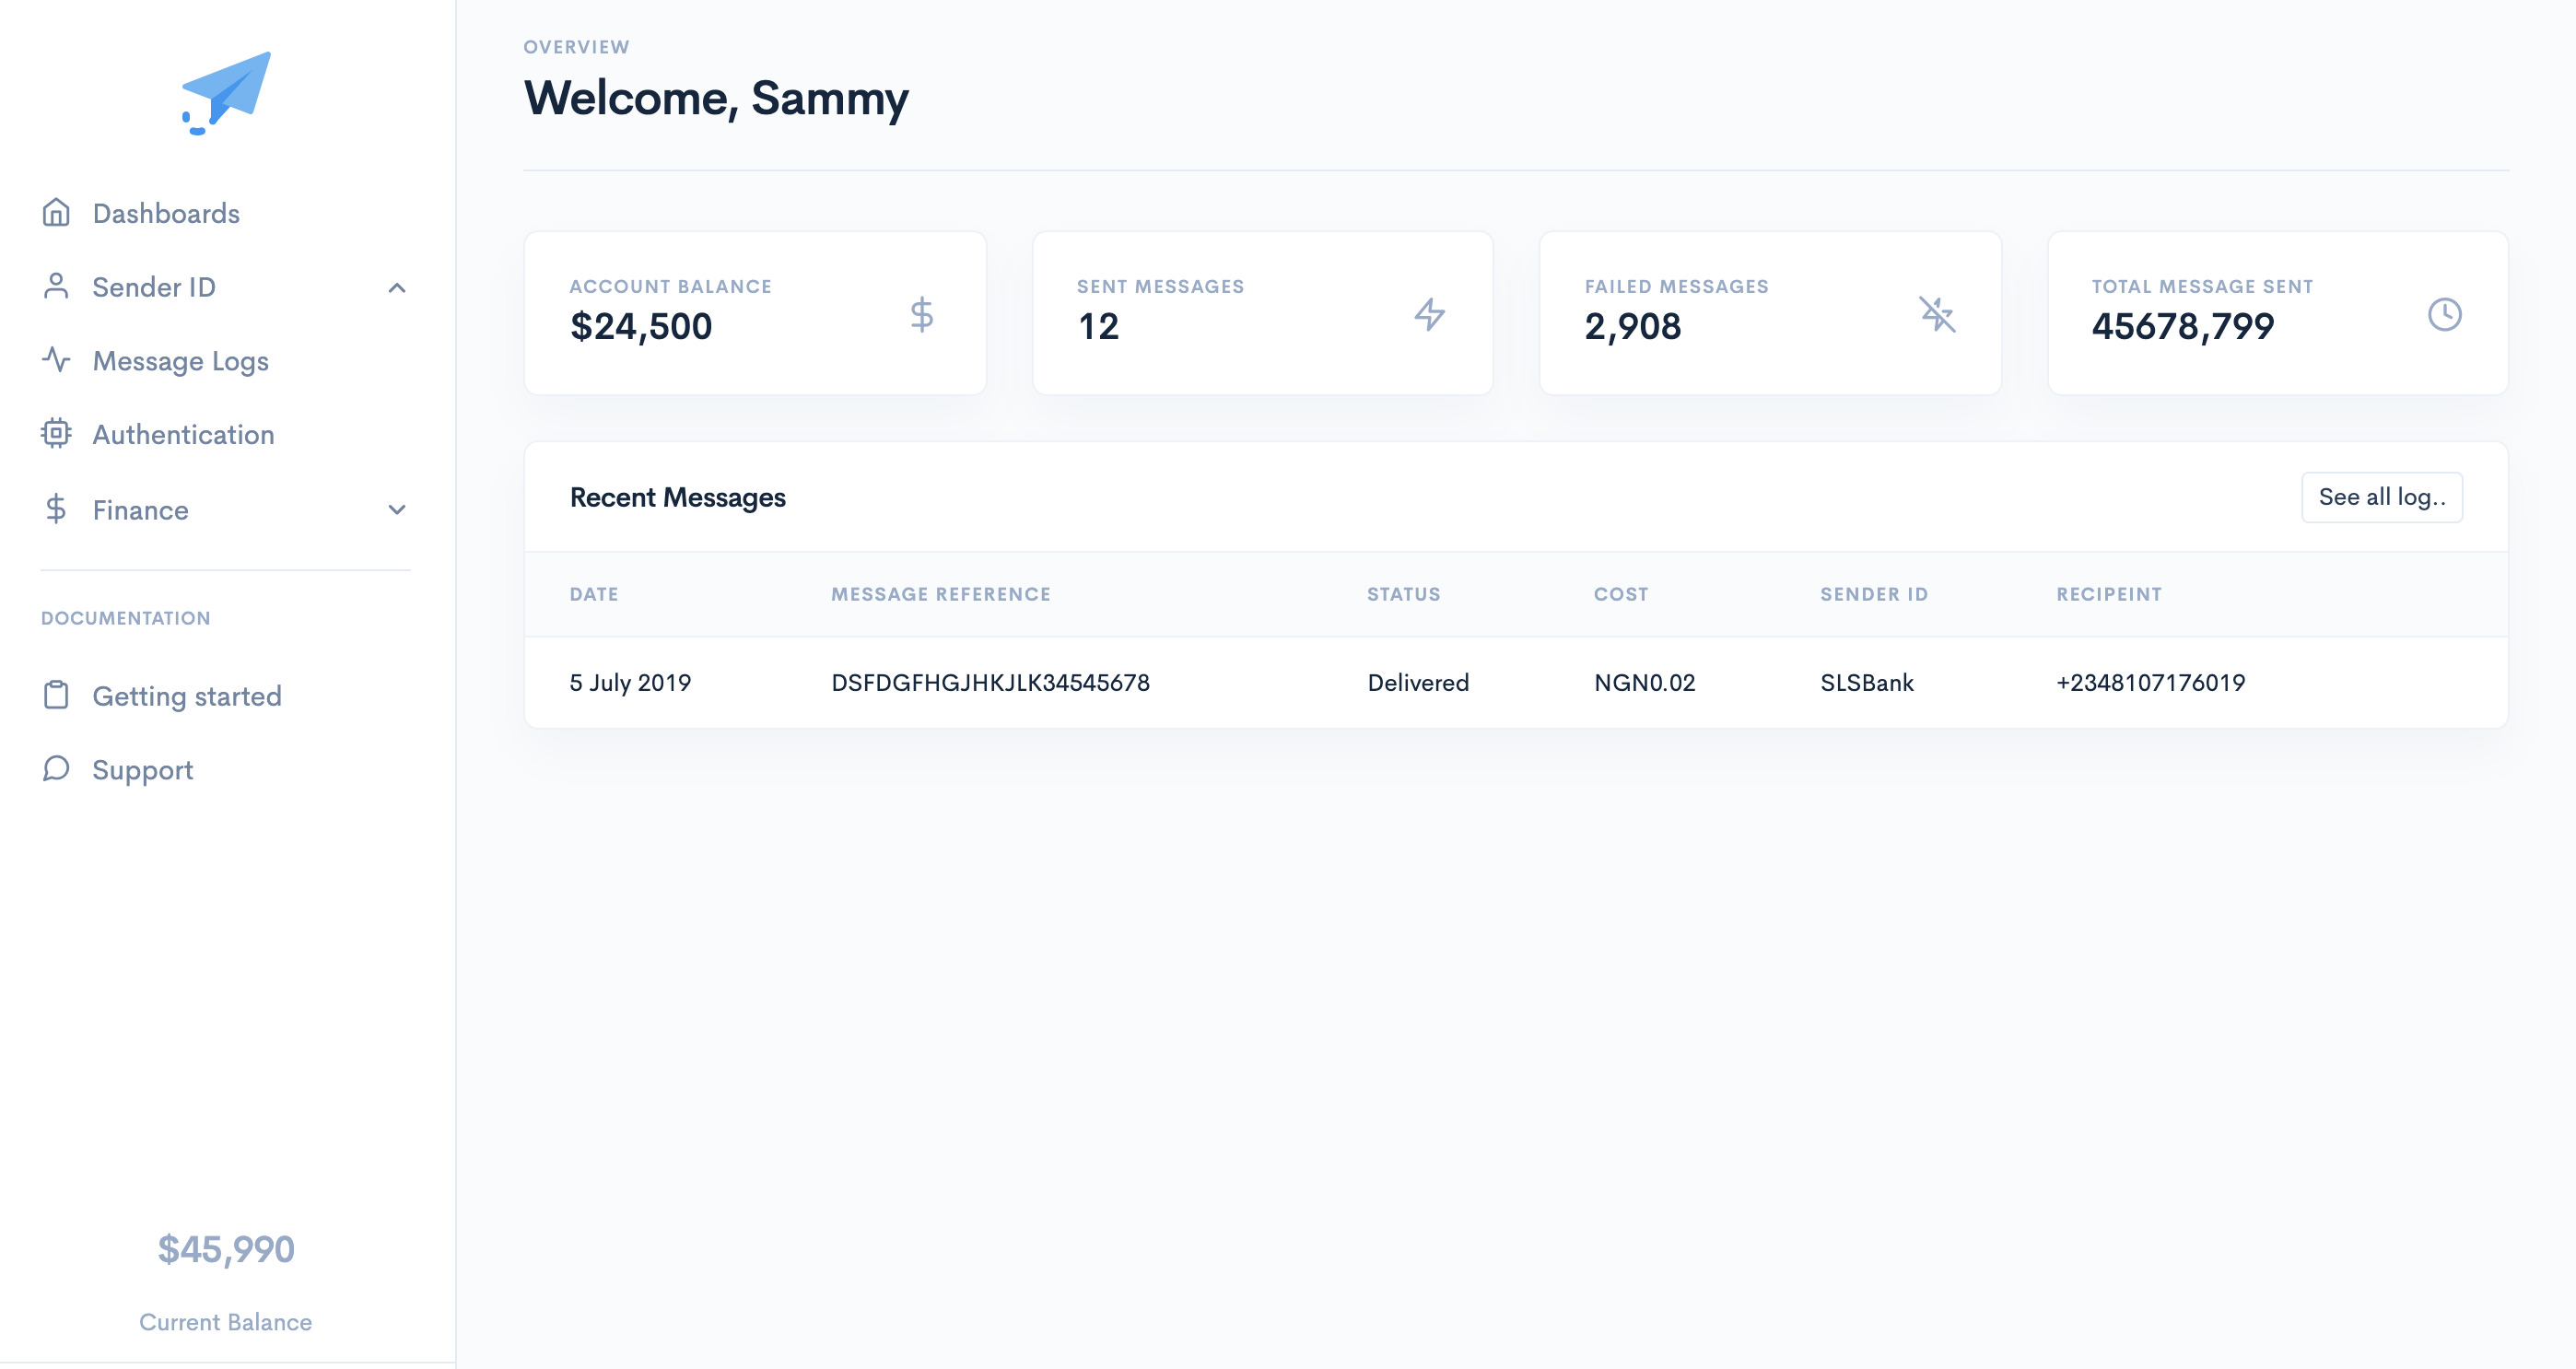 Dashboards
Sender ID
Message Logs
Authentication
Finance
DOCUMENTATION
Getting started
Support
$45,990
Current Balance
OVERVIEW
Welcome, Sammy
ACCOUNT BALANCE
$24,500
SENT MESSAGES
12
FAILED MESSAGES
2,908
TOTAL MESSAGE SENT
45678,799
Recent Messages
See all log..
DATE MESSAGE REFERENCE STATUS COST SENDER ID RECIPEINT
5 July 2019 DSFDGFHGJHKJLK34545678 Delivered NGN0.02 SLSBank +2348107176019